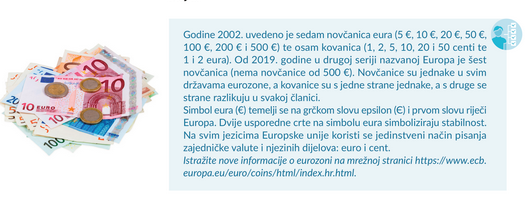 Godine 2002. uvedeno je sedam novčanica eura (5 €, 10 €, 20 €, 50 €,
100 €, 200 € i 500 €) te osam kovanica (1, 2, 5, 10, 20 i 50 centi te
1 i 2 eura). Od 2019. godine u drugoj seriji nazvanoj Europa je šest
novčanica (nema novčanice od 500 €). Novčanice su jednake u svim
državama eurozone, a kovanice su s jedne strane jednake, a s druge se
strane razlikuju u svakoj članici.
Simbol eura (€) temelji se na grčkom slovu epsilon (Є) i prvom slovu riječi
Europa. Dvije usporedne crte na simbolu eura simboliziraju stabilnost.
Na svim jezicima Europske unije koristi se jedinstveni način pisanja
zajedničke valute i njezinih dijelova: euro i cent.
Istražite nove informacije o eurozoni na mrežnoj stranici https://www.ecb.
europa.eu/euro/coins/html/index.hr.html.
10
EURO
10
20
100